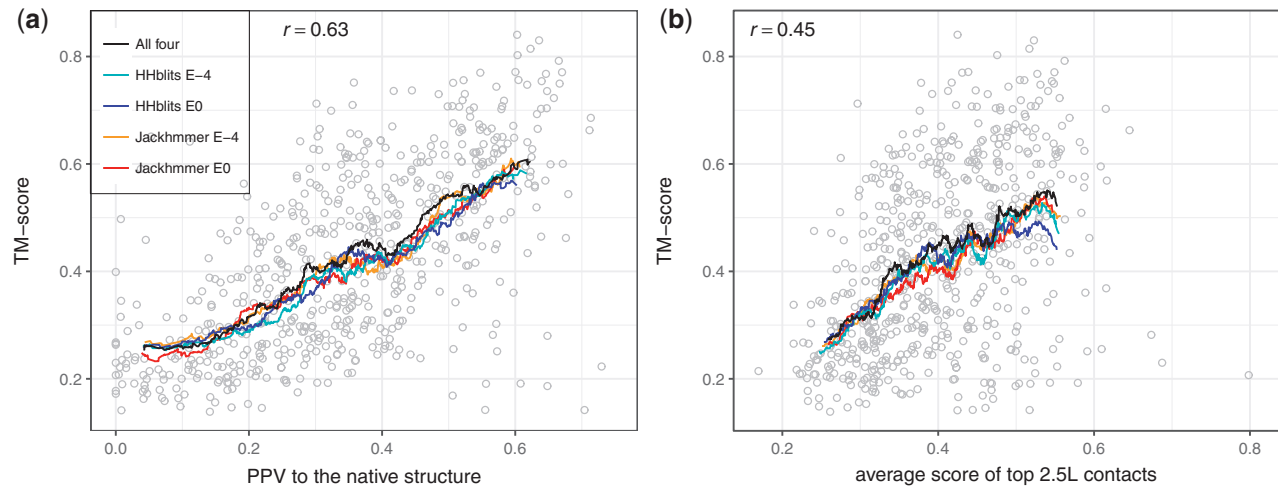 (a)
r = 0.63
All four
HHblits E−4
HHblits E0
Jackhmmer E−4
Jackhmmer E0
TM−score
0.8
0.6
0.4
0.2
0.0 0.2 0.4 0.6
PPV to the native structure
(b)
r = 0.45
TM−score
0.8
0.6
0.4
0.2
0.2 0.4 0.6 0.8
average score of top 2.5L contacts